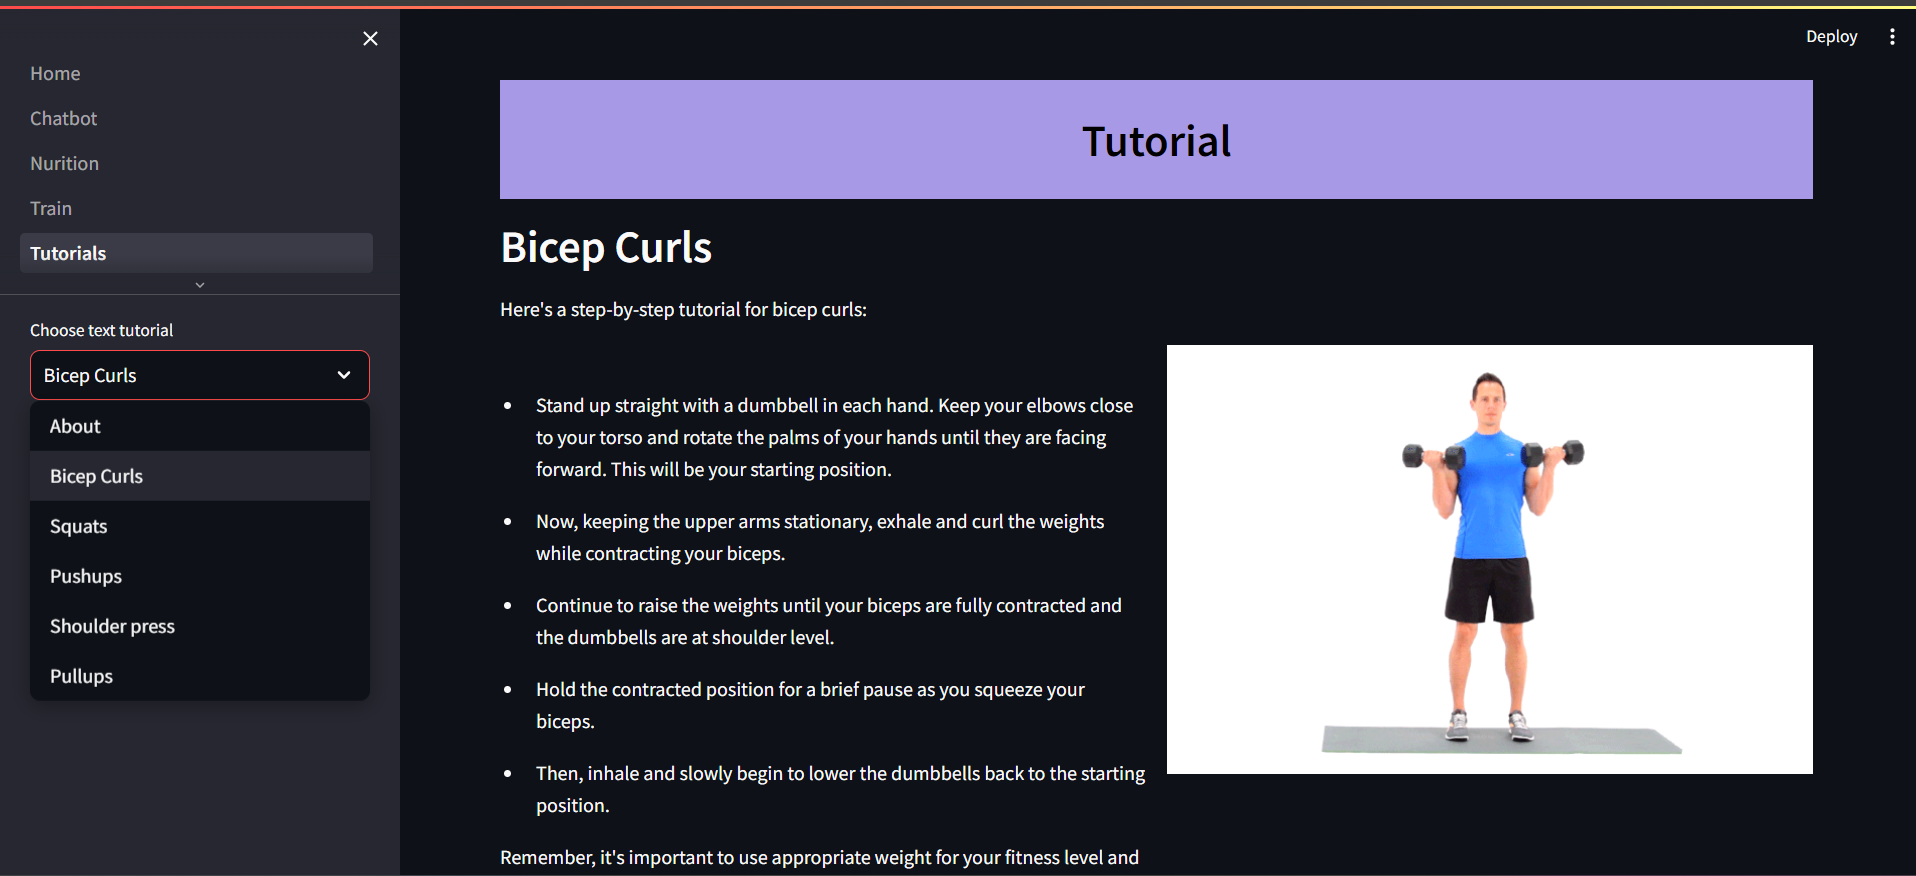 Deploy
Home
Chatbot
Nurition
Train
Tutorials
Choose text tutorial
Bicep Curls
About
Bicep Curls
Squats
Pushups
Shoulder press
Pullups
Tutorial
Bicep Curls
Here's a step-by-step tutorial for bicep curls:
Stand up straight with a dumbbell in each hand. Keep your elbows close
to your torso and rotate the palms of your hands until they are facing
forward. This will be your starting position.
Now, keeping the upper arms stationary, exhale and curl the weights
while contracting your biceps.
Continue to raise the weights until your biceps are fully contracted and
the dumbbells are at shoulder level.
Hold the contracted position for a brief pause as you squeeze your
biceps.
Then, inhale and slowly begin to lower the dumbbells back to the starting
position.
Remember, it's important to use appropriate weight for your fitness level and